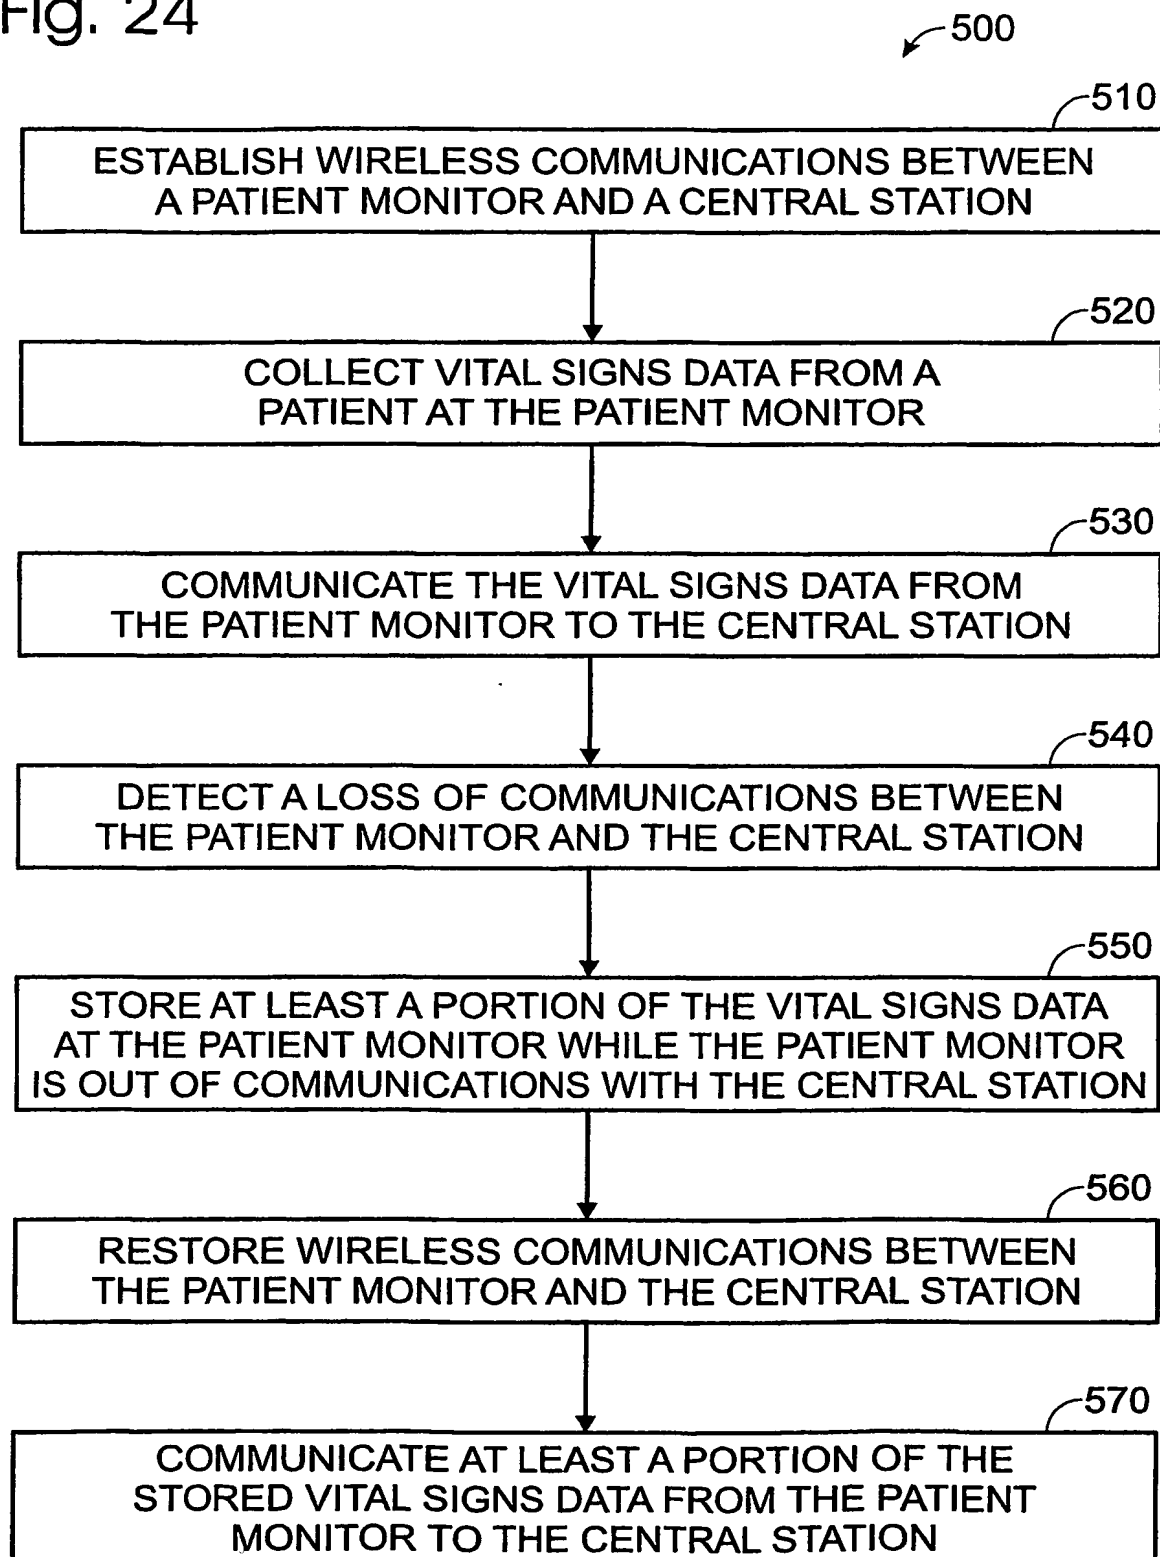 Fig. 24
500
510
ESTABLISH WIRELESS COMMUNICATIONS BETWEEN
A PATIENT MONITOR AND A CENTRAL STATION
520
COLLECT VITAL SIGNS DATA FROM A
PATIENT AT THE PATIENT MONITOR
530
COMMUNICATE THE VITAL SIGNS DATA FROM
THE PATIENT MONITOR TO THE CENTRAL STATION
540
DETECT A LOSS OF COMMUNICATIONS BETWEEN
THE PATIENT MONITOR AND THE CENTRAL STATION
550
STORE AT LEAST A PORTION OF THE VITAL SIGNS DATA
AT THE PATIENT MONITOR WHILE THE PATIENT MONITOR
IS OUT OF COMMUNICATIONS WITH THE CENTRAL STATION
560
RESTORE WIRELESS COMMUNICATIONS BETWEEN
THE PATIENT MONITOR AND THE CENTRAL STATION
570
COMMUNICATE AT LEAST A PORTION OF THE
STORED VITAL SIGNS DATA FROM THE PATIENT
MONITOR TO THE CENTRAL STATION